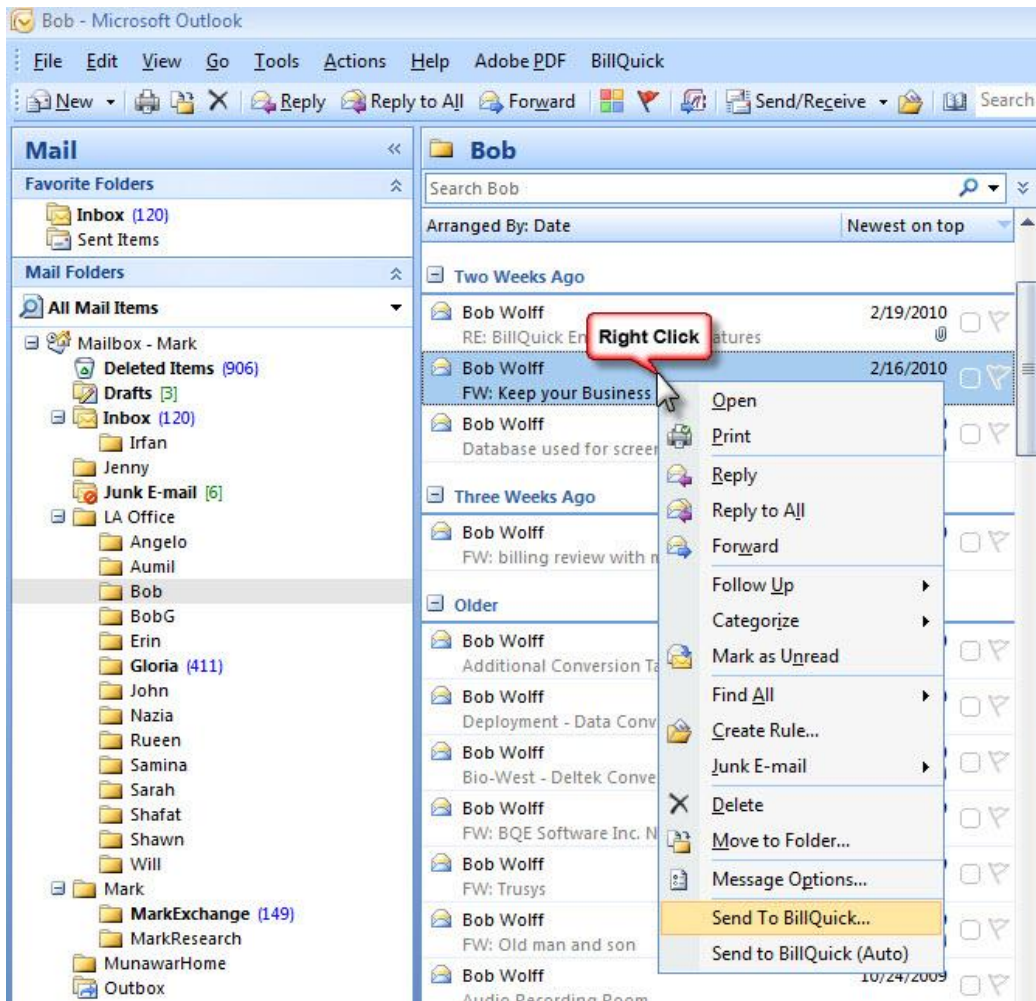 Bob - Microsoft Outlook
File Edit View Go Tools Actions Help Adobe PDF BillQuick
New Reply Reply to All Forward Send/Receive Search
Mail
Favorite Folders
Inbox (120)
Sent Items
Mail Folders
All Mail Items
Mailbox - Mark
Deleted Items (906)
Drafts [3]
Inbox (120)
Irfan
Jenny
Junk E-mail [6]
LA Office
Angelo
Aumil
Bob
BobG
Erin
Gloria (411)
John
Nazia
Rueen
Samina
Sarah
Shafat
Shawn
Will
Mark
MarkExchange (149)
MarkResearch
MunawarHome
Outbox
Bob
Search Bob
Arranged By: Date Newest on top
Two Weeks Ago
Bob Wolff 2/19/2010
RE: BillQuick
Right Click
Bob Wolff 2/16/2010
FW: Keep your Business
Bob Wolff
Database used for
Three Weeks Ago
Bob Wolff
FW: billing review with
Older
Bob Wolff
Additional Conversion
Bob Wolff
Deployment - Data
Bob Wolff
Bio-West - Deltek
Bob Wolff
FW: BQE Software Inc.
Bob Wolff
FW: Trusys
Bob Wolff
FW: Old man and son
Bob Wolff 10/24/2009
Audio Recording Room
Open
Print
Reply
Reply to All
Forward
Follow Up
Categorize
Mark as Unread
Find All
Create Rule...
Junk E-mail
Delete
Move to Folder...
Message Options...
Send To BillQuick...
Send to BillQuick (Auto)